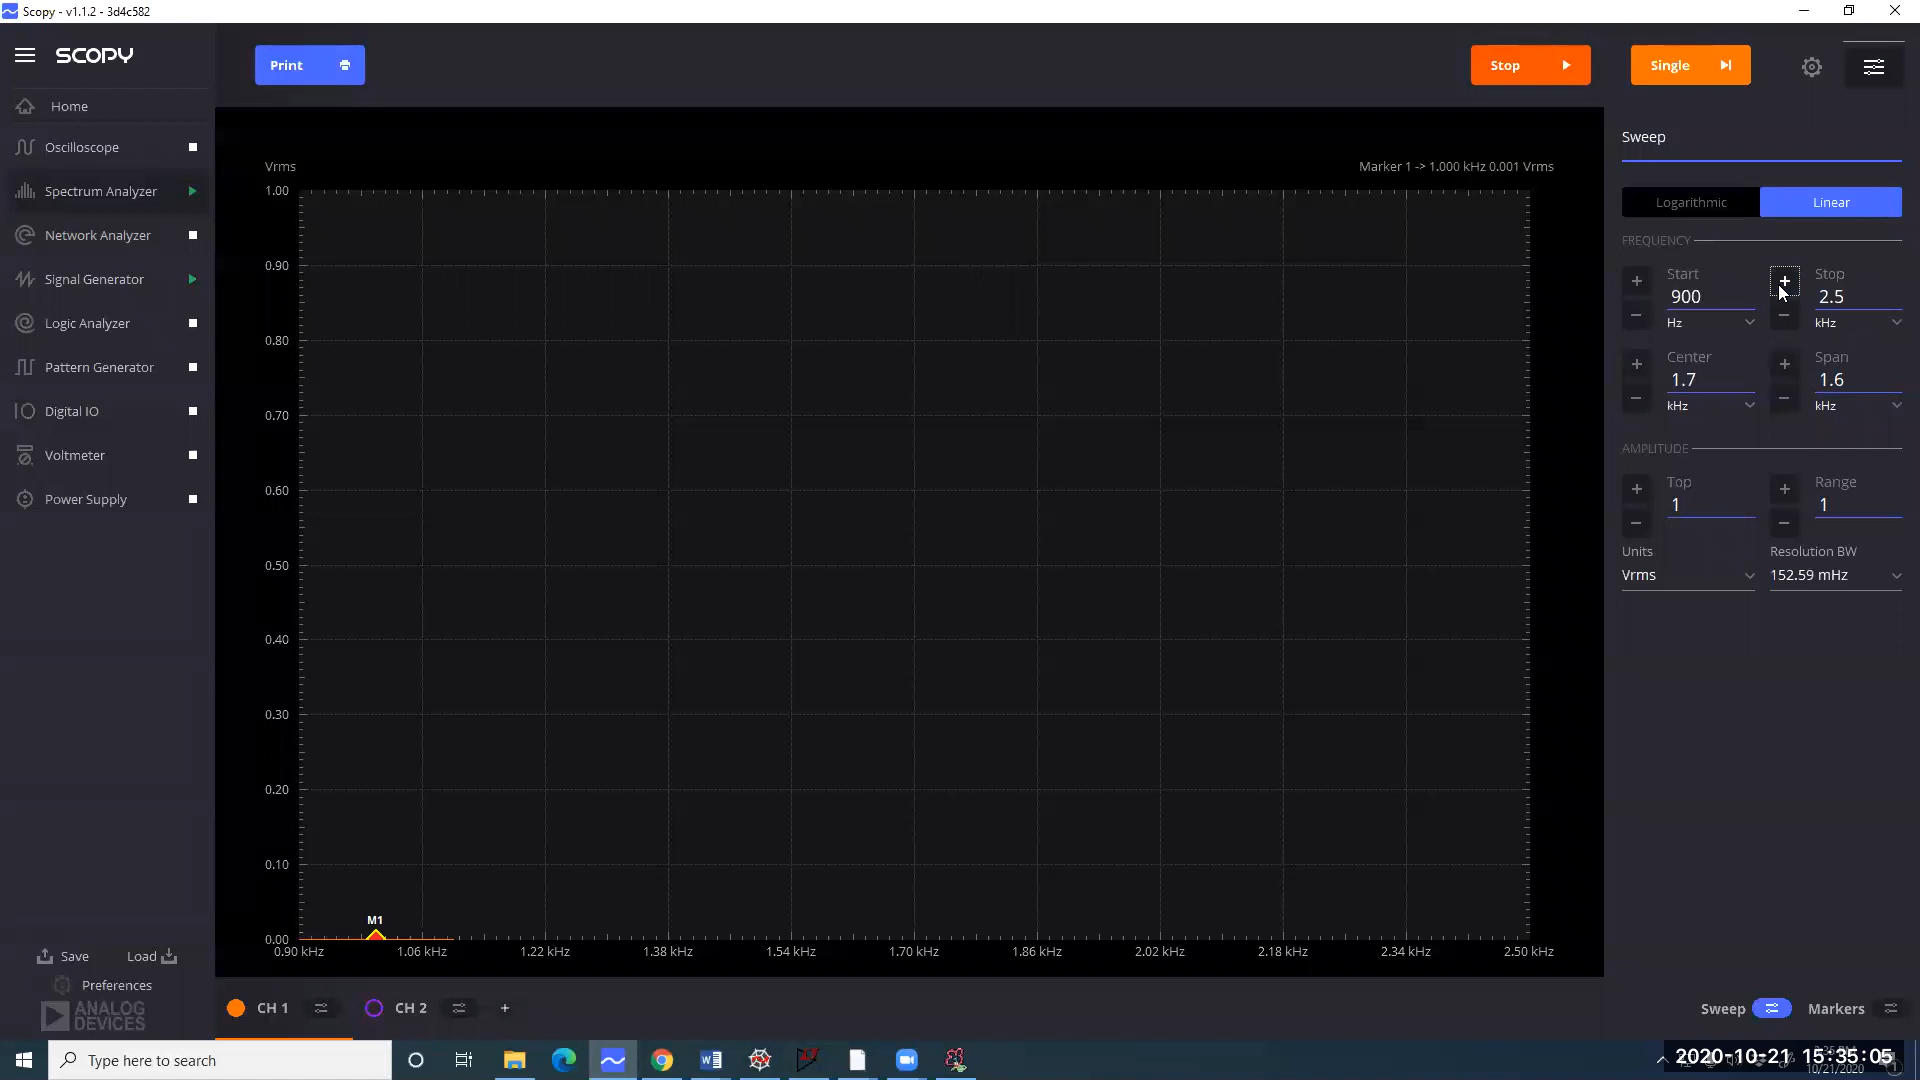 Scopy - v1.1.2 - 3d4c582
SCOPY
Print
Stop
Single
Home
Oscilloscope
Spectrum Analyzer
Network Analyzer
Signal Generator
Logic Analyzer
Pattern Generator
Digital IO
Voltmeter
Power Supply
Save Load
Preferences
ANALOG
DEVICES
Vrms
Marker 1 -> 1.000 kHz 0.001 Vrms
1.00
0.90
0.80
0.70
0.60
0.50
0.40
0.30
0.20
0.10
0.00
M1
0.90 kHz 1.06 kHz 1.22 kHz 1.38 kHz 1.54 kHz 1.70 kHz 1.86 kHz 2.02 kHz 2.18 kHz 2.34 kHz 2.50 kHz
Sweep
Logarithmic Linear
FREQUENCY
Start Stop
900 2.5
Hz kHz
Center Span
1.7 1.6
kHz kHz
AMPLITUDE
Top Range
1 1
Units Resolution BW
Vrms 152.59 mHz
CH 1 CH 2 +
Sweep Markers
Type here to search
2020-10-21 15:35:05
10/21/2020